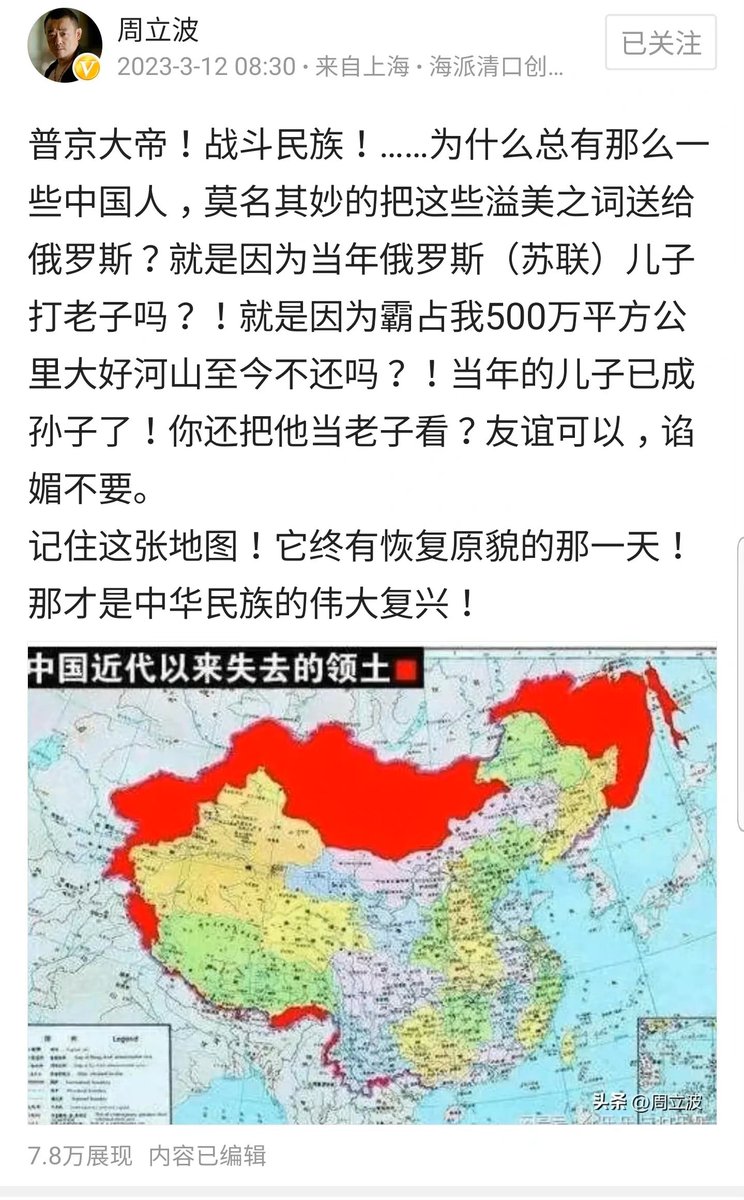 周立波
2023-3-12 08:30 · 来自上海 · 海派清口创...
已关注
普京大帝！战斗民族！……为什么总有那么一
些中国人，莫名其妙的把这些溢美之词送给
俄罗斯？就是因为当年俄罗斯（苏联）儿子
打老子吗？！就是因为霸占我500万平方公
里大好河山至今不还吗？！当年的儿子已成
孙子了！你还把他当老子看？友谊可以，谄
媚不要。
记住这张地图！它终有恢复原貌的那一天！
那才是中华民族的伟大复兴！
中国近代以来失去的领土
Legend
头条 @周立波
7.8万展现 内容已编辑